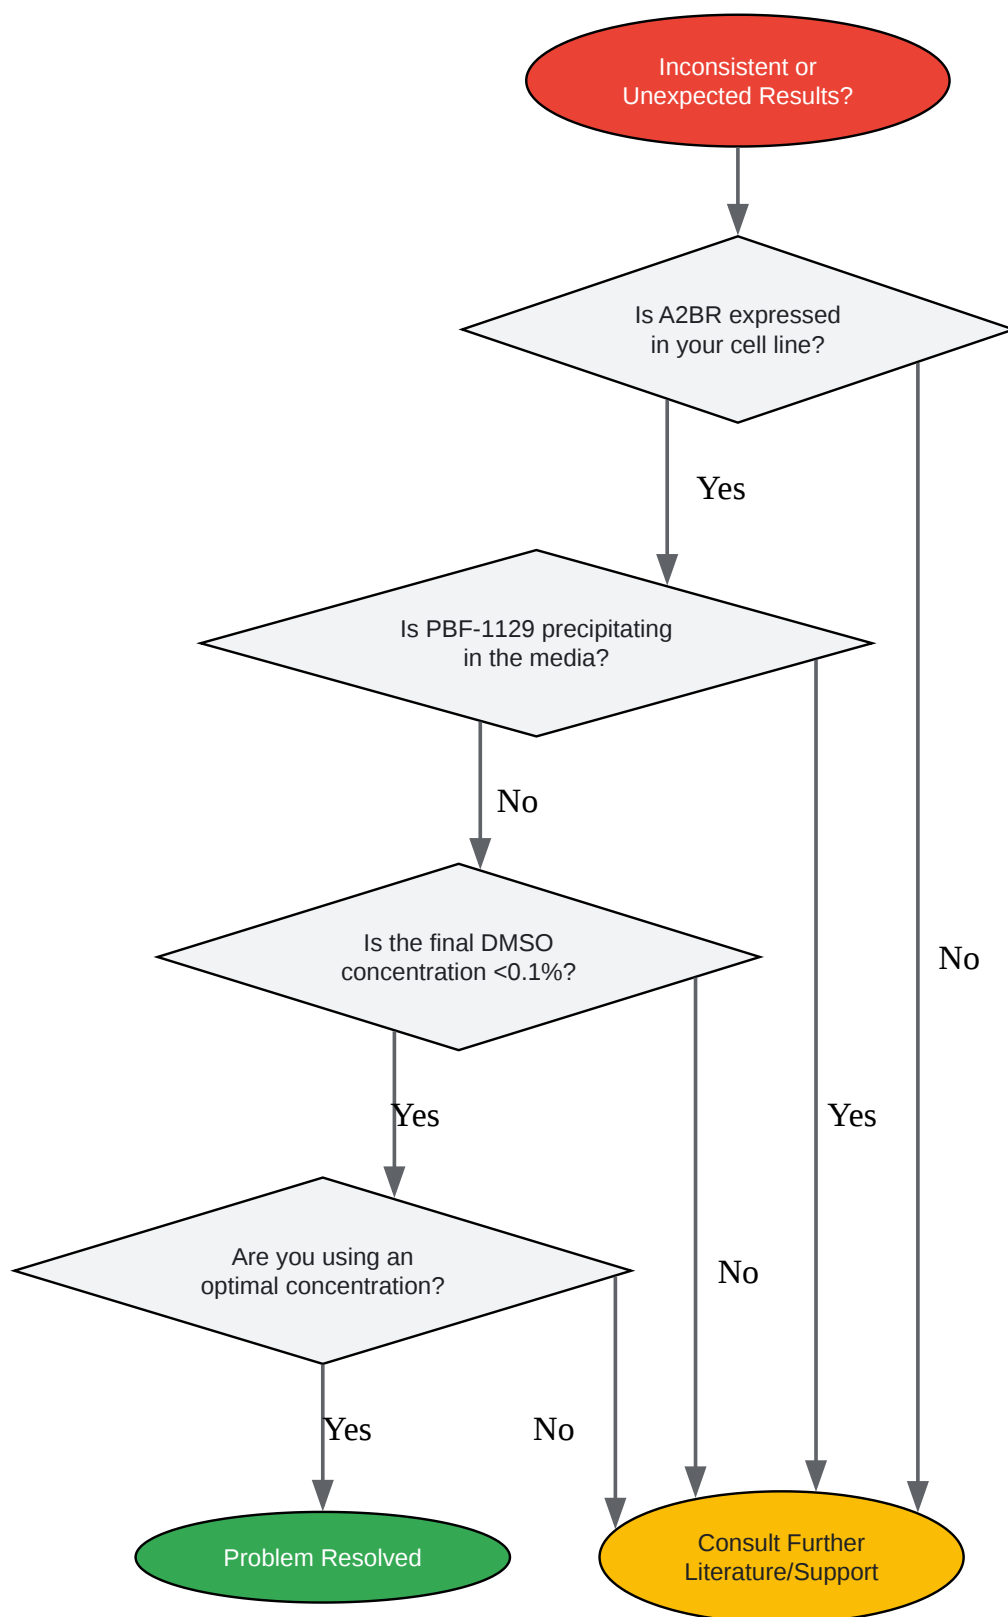 Inconsistent or
Unexpected Results?
Is A2BR expressed
in your cell line?
Yes
Is PBF-1129 precipitating
in the media?
No
Is the final DMSO
concentration <0.1%?
No
Yes
Yes
Are you using an
optimal concentration?
No
Yes
No
Problem Resolved
Consult Further
Literature/Support